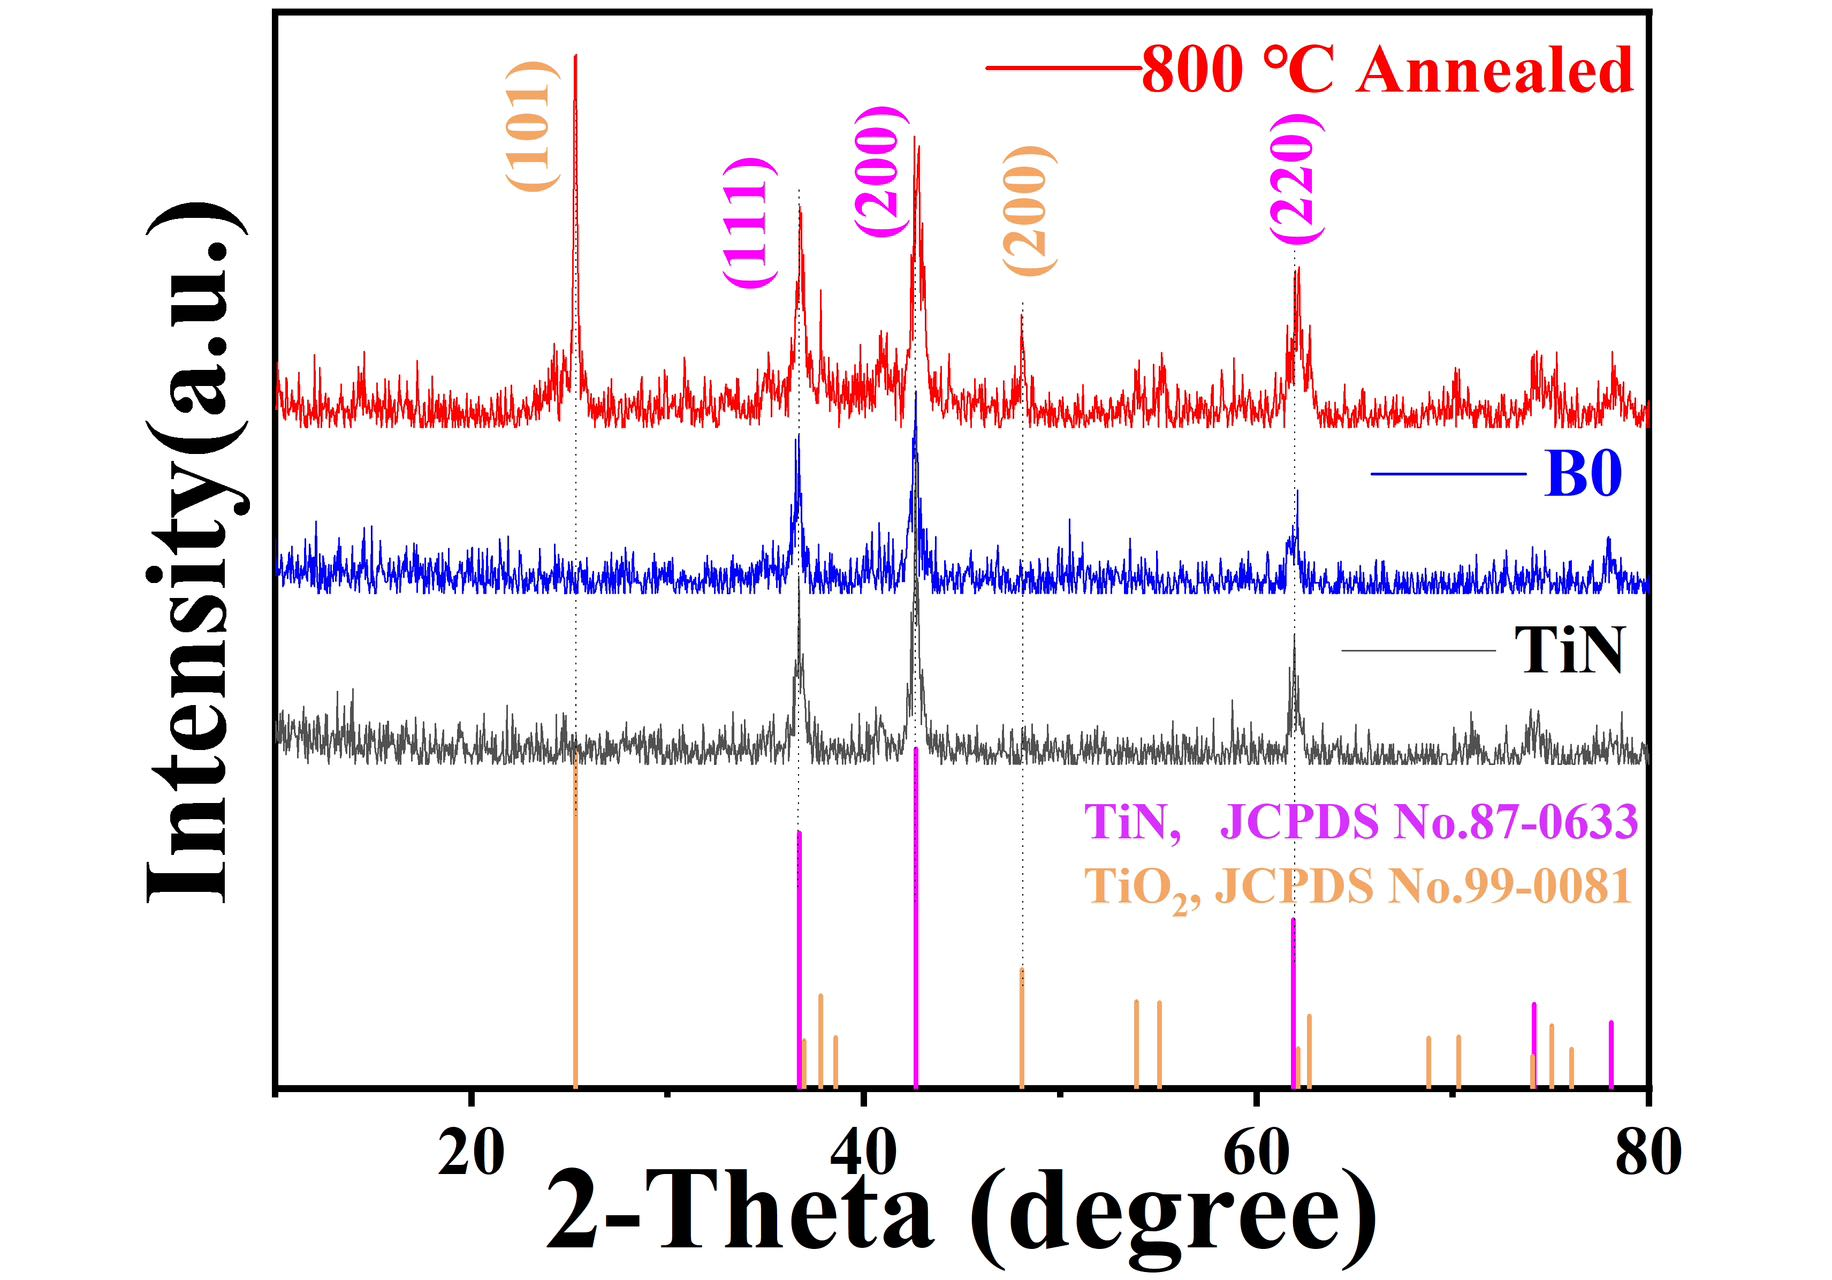 800 ℃ Annealed
(101)
(111)
(200)
(200)
(220)
B0
TiN
TiN, JCPDS No.87-0633
TiO₂, JCPDS No.99-0081
Intensity(a.u.)
20 40 60 80
2-Theta (degree)